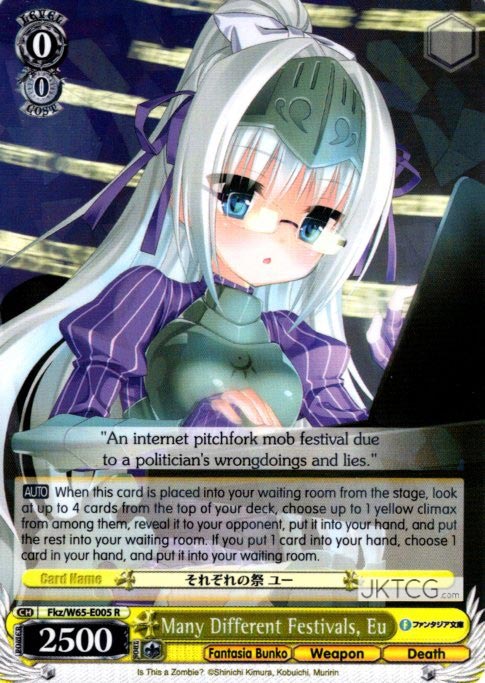 LEVEL
0
0
COST
"An internet pitchfork mob festival due
to a politician's wrongdoings and lies."
AUTO When this card is placed into your waiting room from the stage, look
at up to 4 cards from the top of your deck, choose up to 1 yellow climax
from among them, reveal it to your opponent, put it into your hand, and put
the rest into your waiting room. If you put 1 card into your hand, choose
1 card in your hand, and put it into your waiting room.
Card Name それぞれの祭 ユー
JKTCG.com
CH Fkz/W65-E005 R
POWER 2500 SOUL Many Different Festivals, Eu ファンタジア文庫
Fantasia Bunko Weapon Death
Is This a Zombie? ©Shinichi Kimura, Kobuichi, Muririn